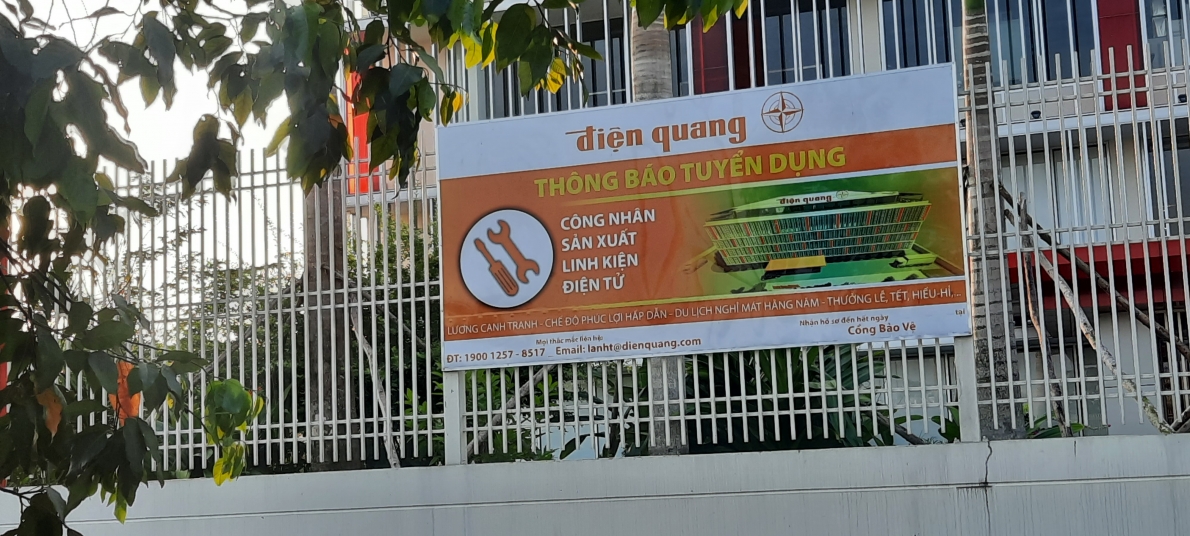 điện quang
THÔNG BÁO TUYỂN DỤNG
CÔNG NHÂN
SẢN XUẤT
LINH KIỆN
ĐIỆN TỬ
điện quang
LƯƠNG CẠNH TRANH - CHẾ ĐỘ PHÚC LỢI HẤP DẪN - DU LỊCH NGHỈ MÁT HÀNG NĂM - THƯỞNG LỄ, TẾT, HIẾU-HỈ,...
Mọi thắc mắc liên hệ:
ĐT: 1900 1257 - 8517 Email: lanht@dienquang.com
Nhận hồ sơ đến hết ngày tại
Cổng Bảo Vệ